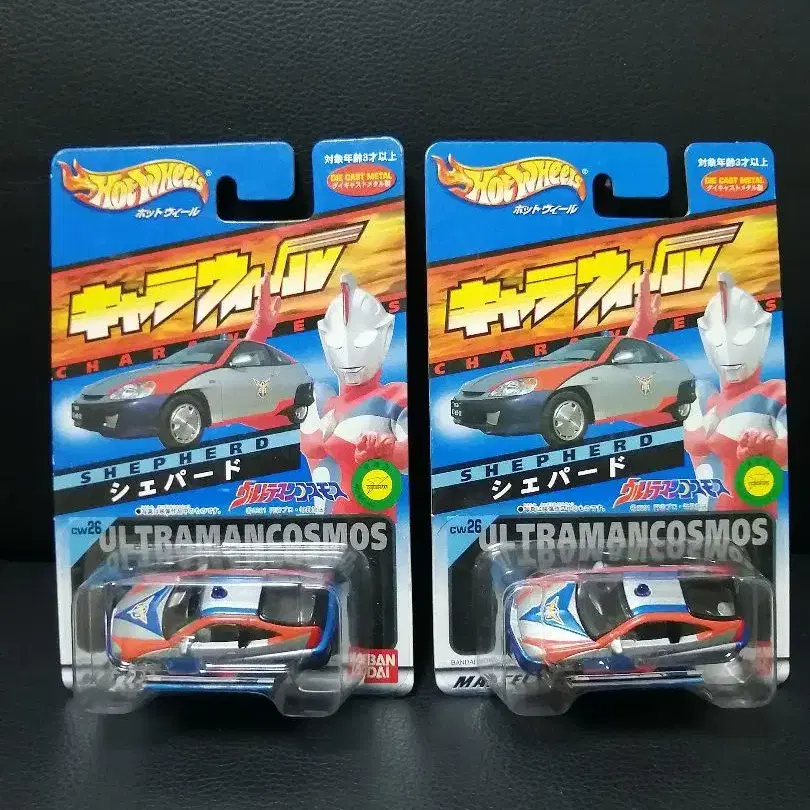 HOT WHEELS
ホットウィール
対象年齢3才以上
DIE CAST METAL
ダイキャストメタル製
キャラウィール
CHARAWHEELS
SHEPHERD
シェパード
ウルトラマンコスモス
CW26
ULTRAMANCOSMOS
BAN
DAI
HOT WHEELS
ホットウィール
対象年齢3才以上
DIE CAST METAL
ダイキャストメタル製
キャラウィール
CHARAWHEELS
SHEPHERD
シェパード
ウルトラマンコスモス
CW26
ULTRAMANCOSMOS
BANDAI
MATTEL